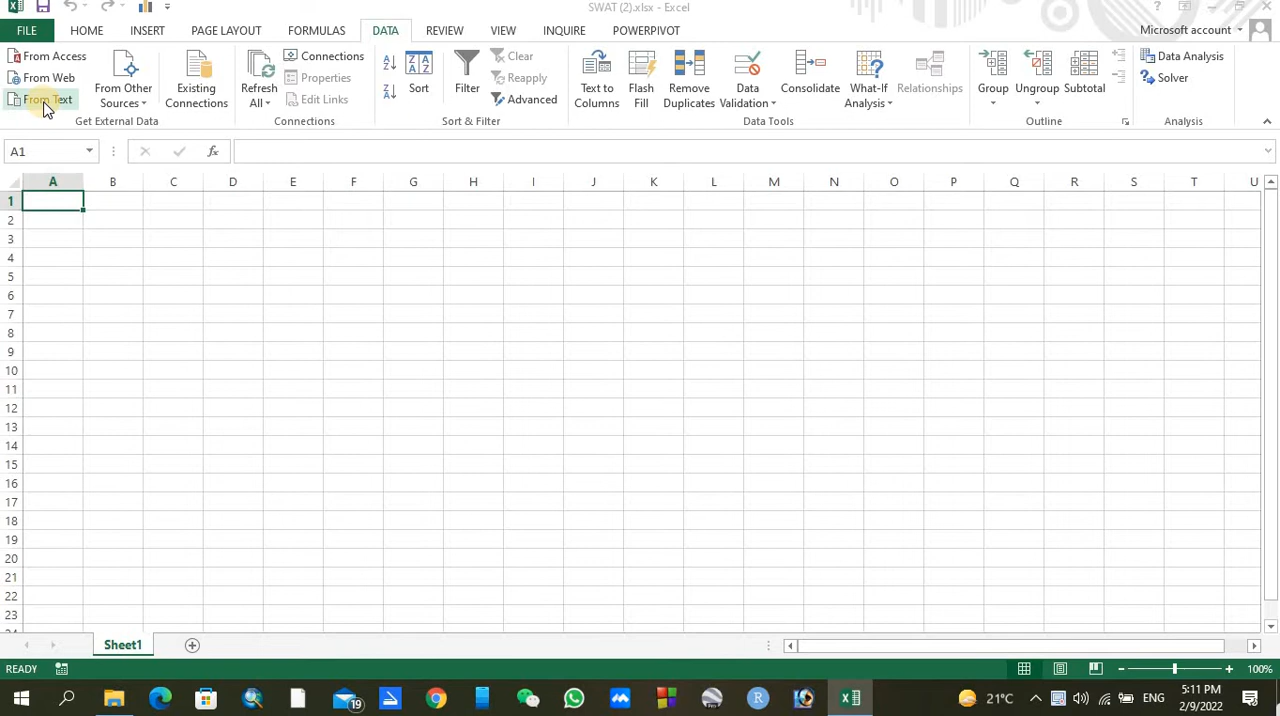 SWAT (2).xlsx - Excel
FILE HOME INSERT PAGE LAYOUT FORMULAS DATA REVIEW VIEW INQUIRE POWERPIVOT Microsoft account
From Access
From Web
From Text
From Other Sources
Existing Connections
Get External Data
Refresh All
Connections
Properties
Edit Links
Connections
Sort
Filter
Clear
Reapply
Advanced
Sort & Filter
Text to Columns
Flash Fill
Remove Duplicates
Data Validation
Consolidate
What-If Analysis
Relationships
Data Tools
Group
Ungroup
Subtotal
Outline
Data Analysis
Solver
Analysis
A1 fx
A B C D E F G H I J K L M N O P Q R S T U
1
2
3
4
5
6
7
8
9
10
11
12
13
14
15
16
17
18
19
20
21
22
23
Sheet1
READY 100%
19 21°C ENG 5:11 PM
2/9/2022